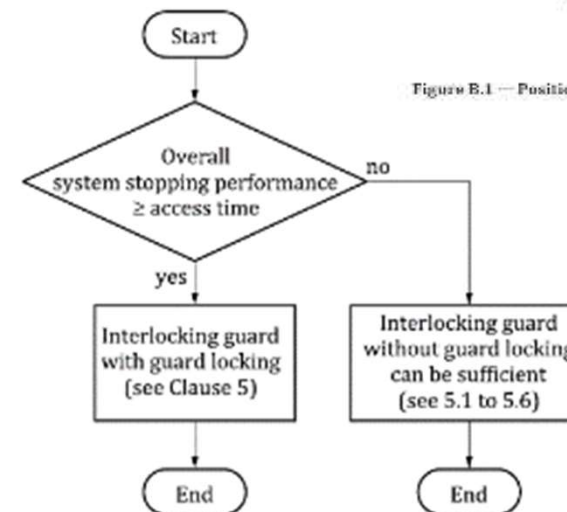 Start
Figure B.1 — Positio
Overall
system stopping performance
≥ access time
no
yes
Interlocking guard
with guard locking
(see Clause 5)
Interlocking guard
without guard locking
can be sufficient
(see 5.1 to 5.6)
End
End